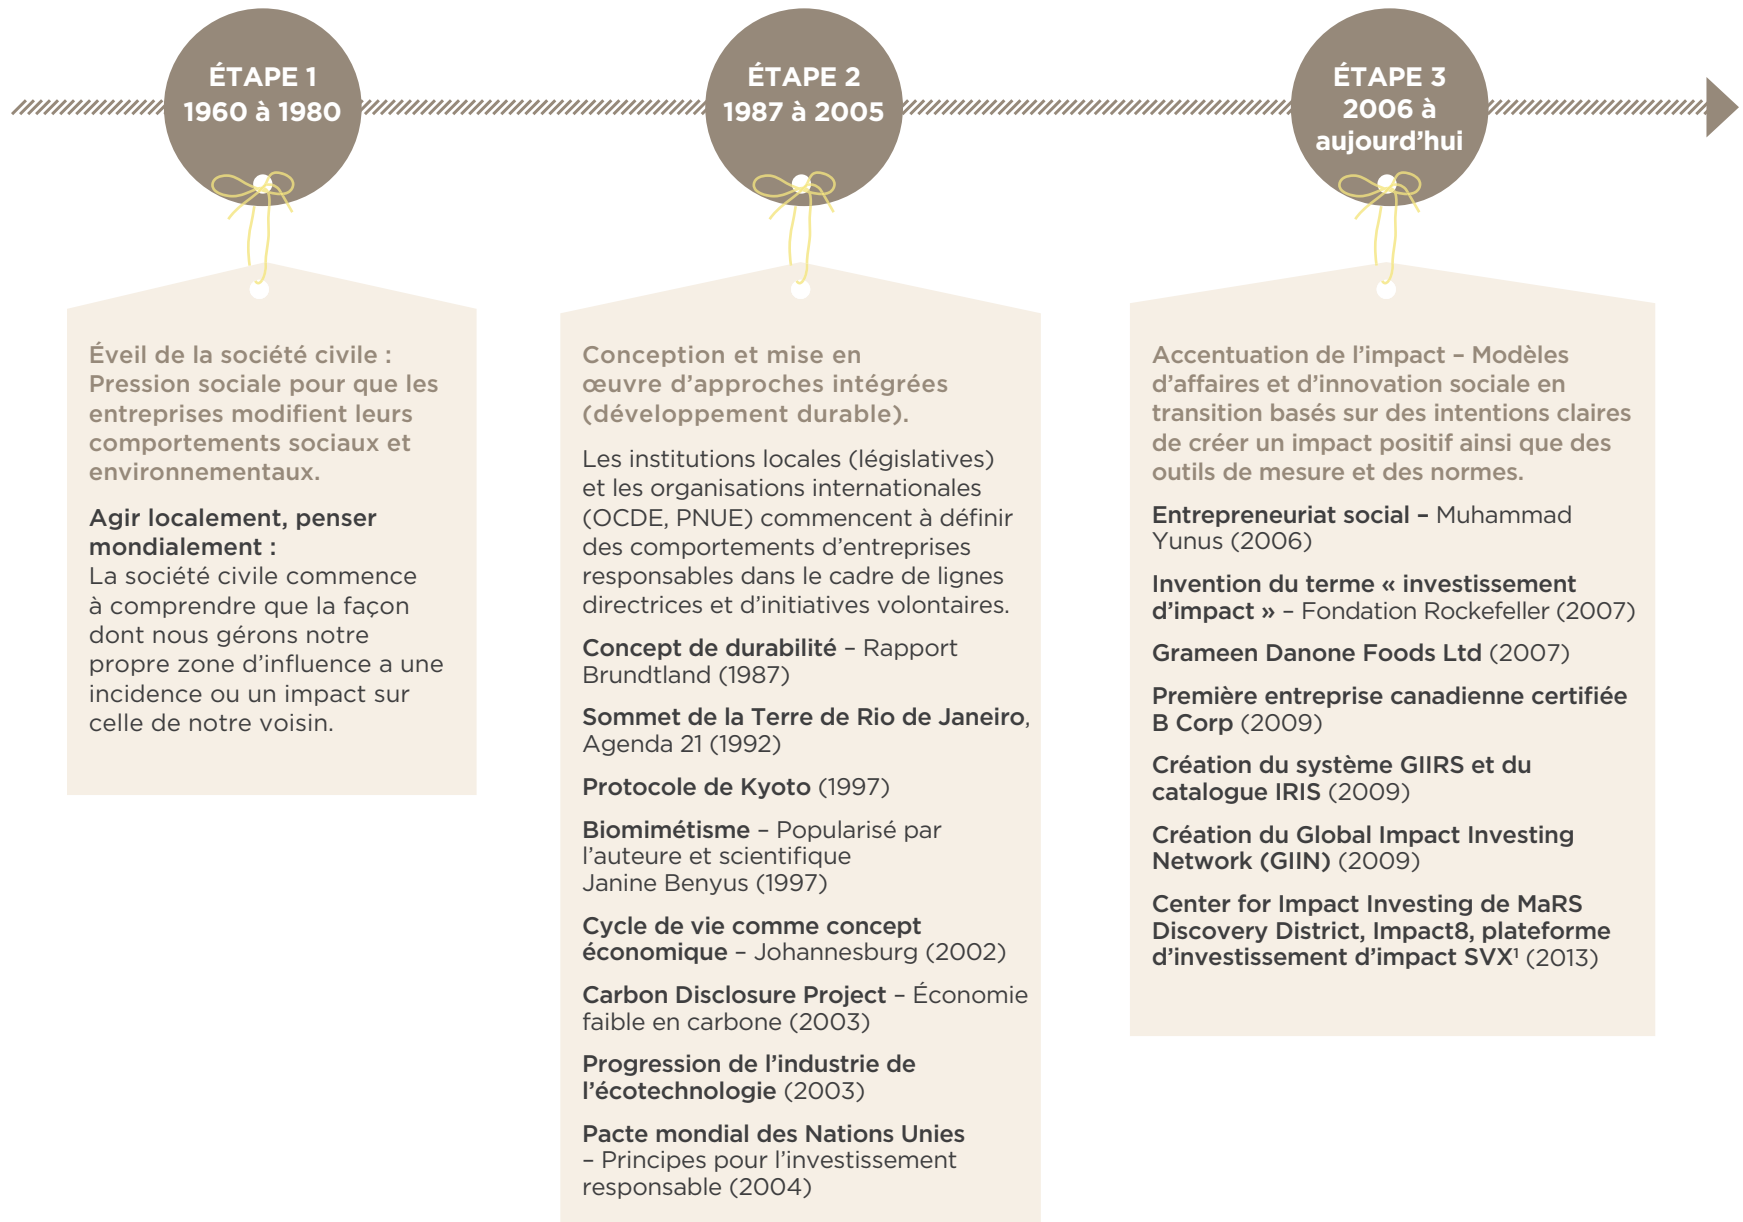 ÉTAPE 1
1960 à 1980
Éveil de la société civile :
Pression sociale pour que les
entreprises modifient leurs
comportements sociaux et
environnementaux.
Agir localement, penser
mondialement :
La société civile commence
à comprendre que la façon
dont nous gérons notre
propre zone d’influence a une
incidence ou un impact sur
celle de notre voisin.
ÉTAPE 2
1987 à 2005
Conception et mise en
œuvre d’approches intégrées
(développement durable).
Les institutions locales (législatives)
et les organisations internationales
(OCDE, PNUE) commencent à définir
des comportements d’entreprises
responsables dans le cadre de lignes
directrices et d’initiatives volontaires.
Concept de durabilité – Rapport
Brundtland (1987)
Sommet de la Terre de Rio de Janeiro,
Agenda 21 (1992)
Protocole de Kyoto (1997)
Biomimétisme – Popularisé par
l’auteure et scientifique
Janine Benyus (1997)
Cycle de vie comme concept
économique – Johannesburg (2002)
Carbon Disclosure Project – Économie
faible en carbone (2003)
Progression de l’industrie de
l’écotechnologie (2003)
Pacte mondial des Nations Unies
– Principes pour l’investissement
responsable (2004)
ÉTAPE 3
2006 à
aujourd’hui
Accentuation de l’impact – Modèles
d’affaires et d’innovation sociale en
transition basés sur des intentions claires
de créer un impact positif ainsi que des
outils de mesure et des normes.
Entrepreneuriat social – Muhammad
Yunus (2006)
Invention du terme « investissement
d’impact » – Fondation Rockefeller (2007)
Grameen Danone Foods Ltd (2007)
Première entreprise canadienne certifiée
B Corp (2009)
Création du système GIIRS et du
catalogue IRIS (2009)
Création du Global Impact Investing
Network (GIIN) (2009)
Center for Impact Investing de MaRS
Discovery District, Impact8, plateforme
d’investissement d’impact SVX¹ (2013)